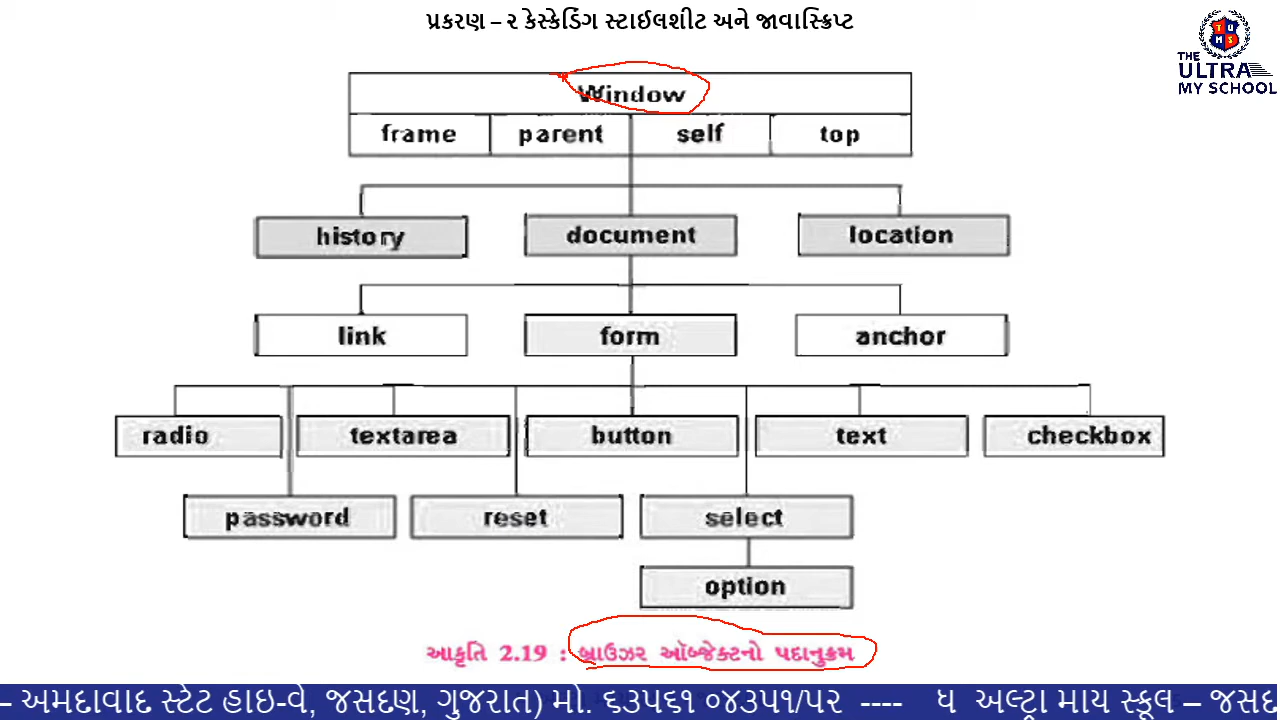 પ્રકરણ – ૨ કેસ્કેડિંગ સ્ટાઈલશીટ અને જાવાસ્ક્રિપ્ટ
TUMS
THE
ULTRA
MY SCHOOL
Window
frame parent self top
history document location
link form anchor
radio textarea button text checkbox
password reset select
option
આકૃતિ 2.19 : બ્રાઉઝર ઑબ્જેક્ટનો પદાનુક્રમ
– અમદાવાદ સ્ટેટ હાઇ-વે, જસદણ, ગુજરાત) મો. ૬૩૫૬૧ ૦૪૩૫૧/૫૨ ---- ધ અલ્ટ્રા માય સ્કૂલ – જસદ